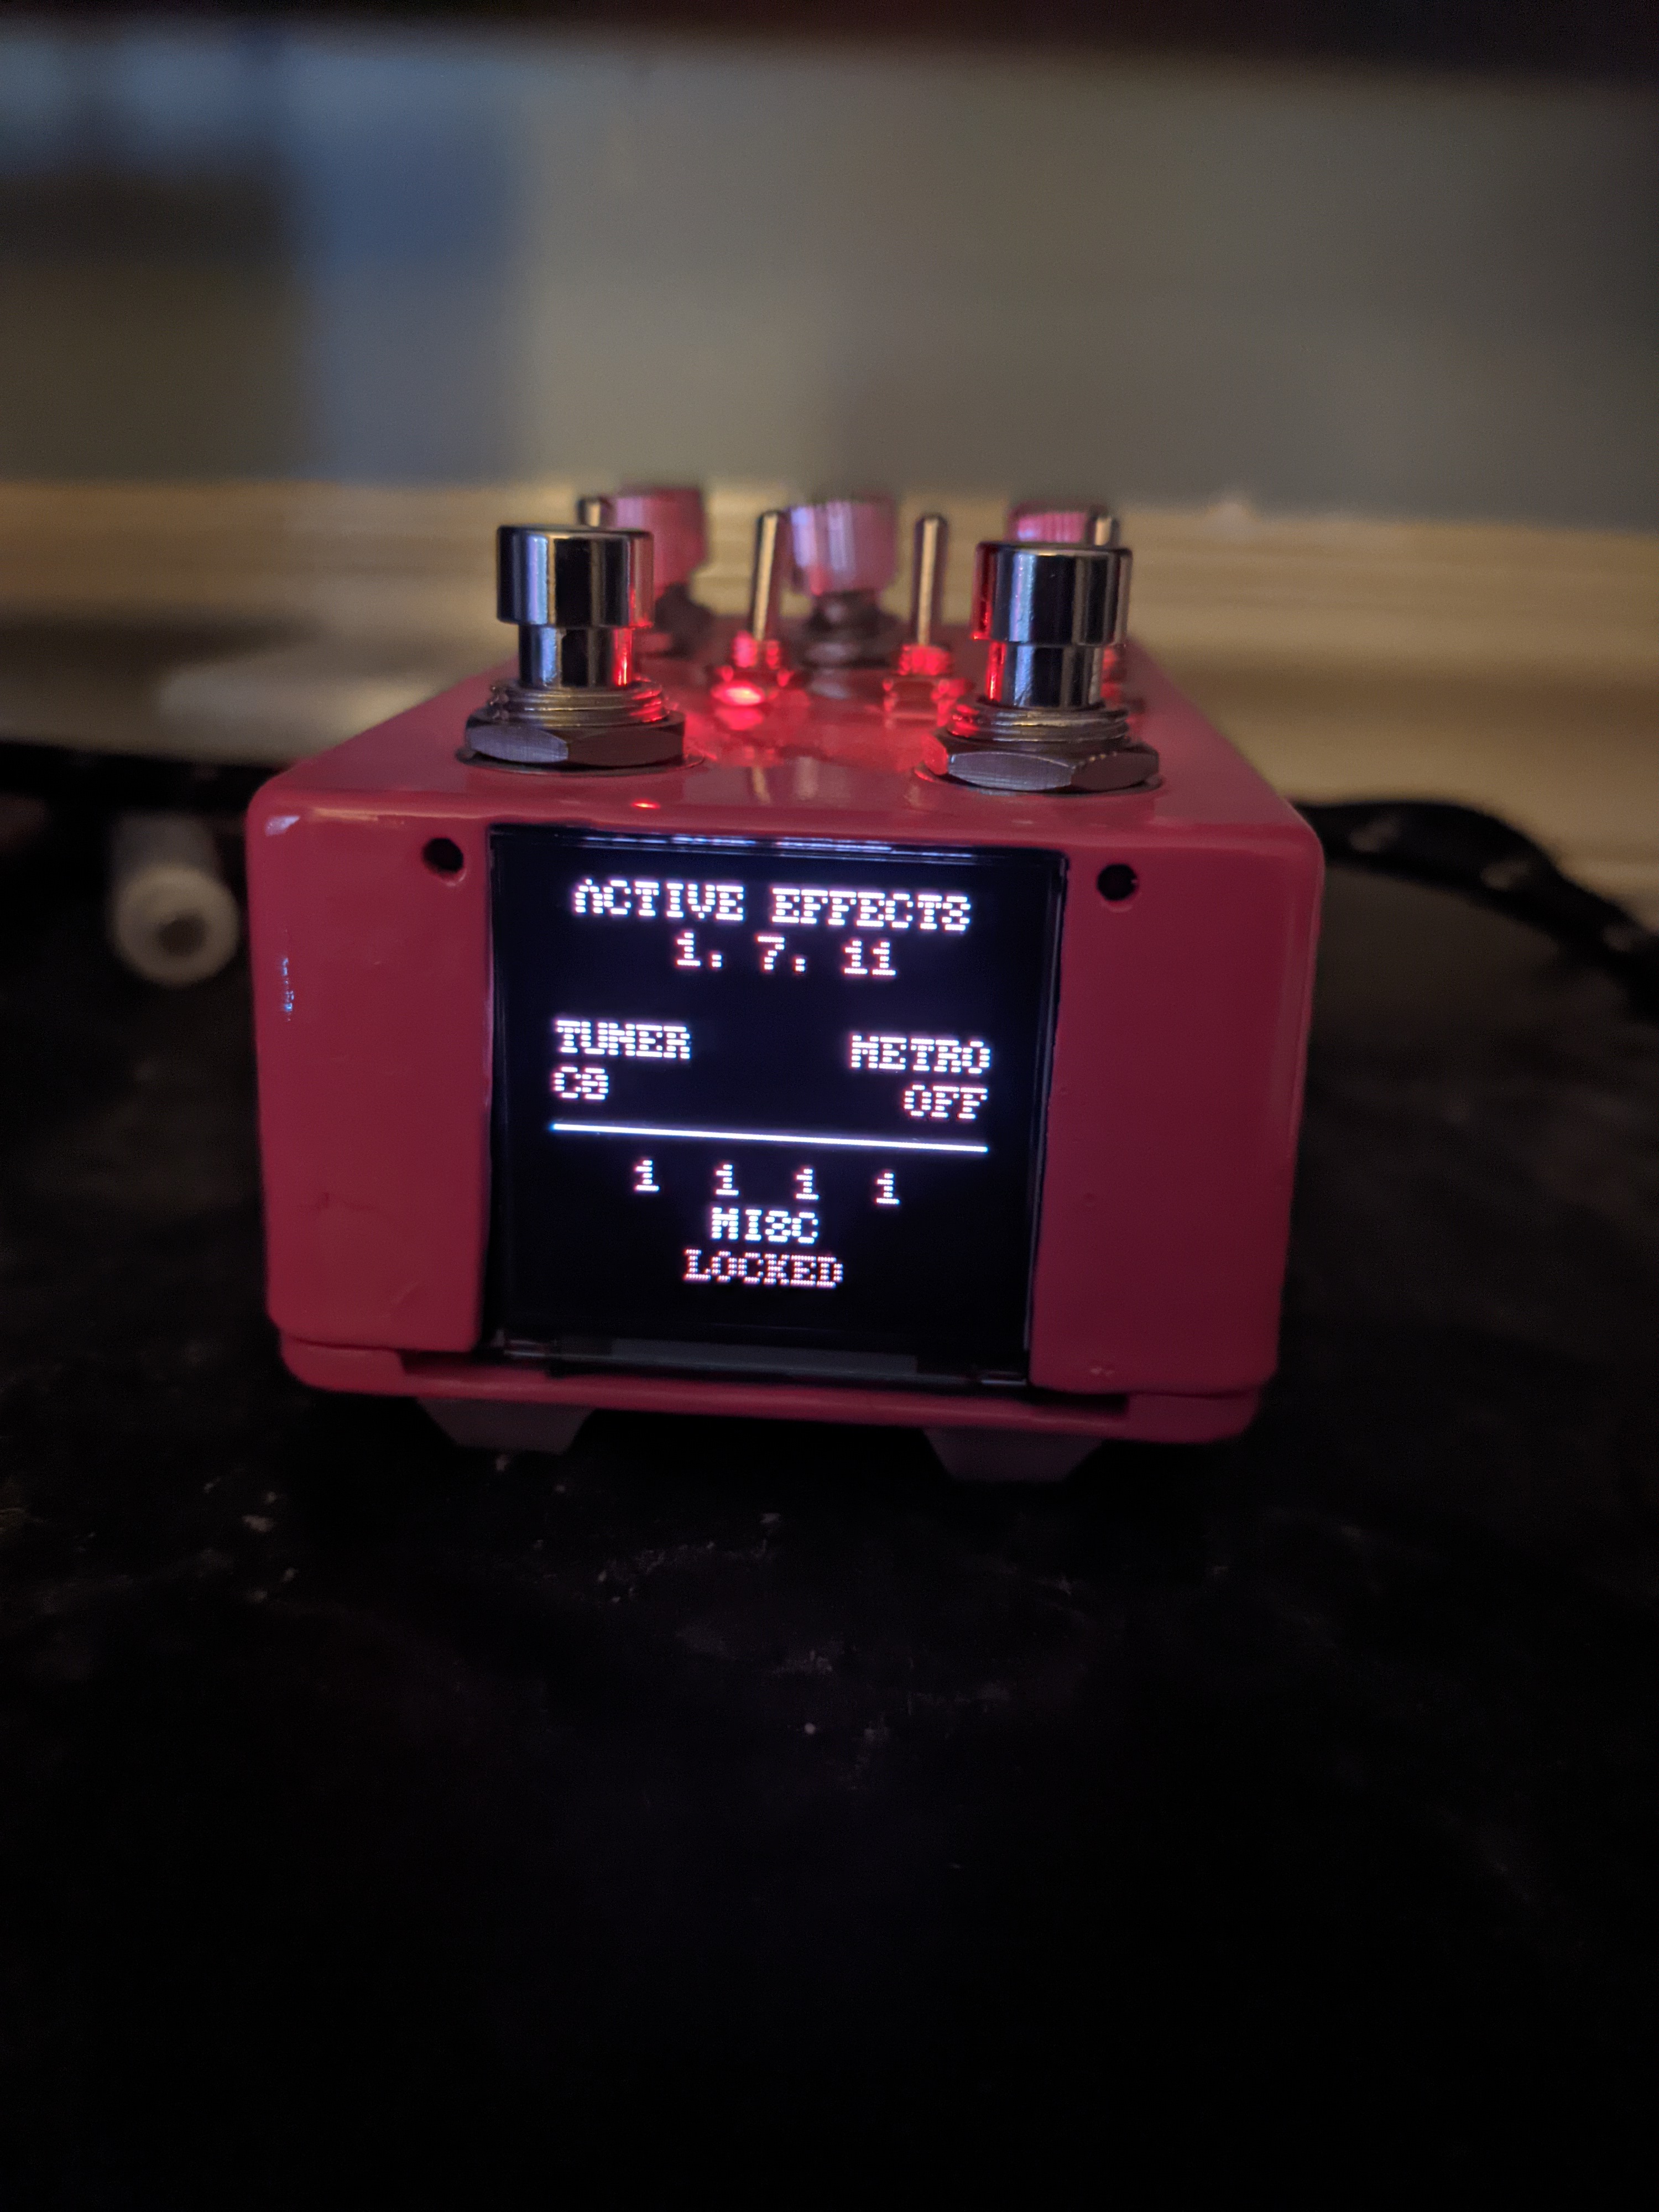 ACTIVE EFFECTS
1. 7. 11
TUNER METRO
C0 OFF
1 1 1 1
MISC
LOCKED